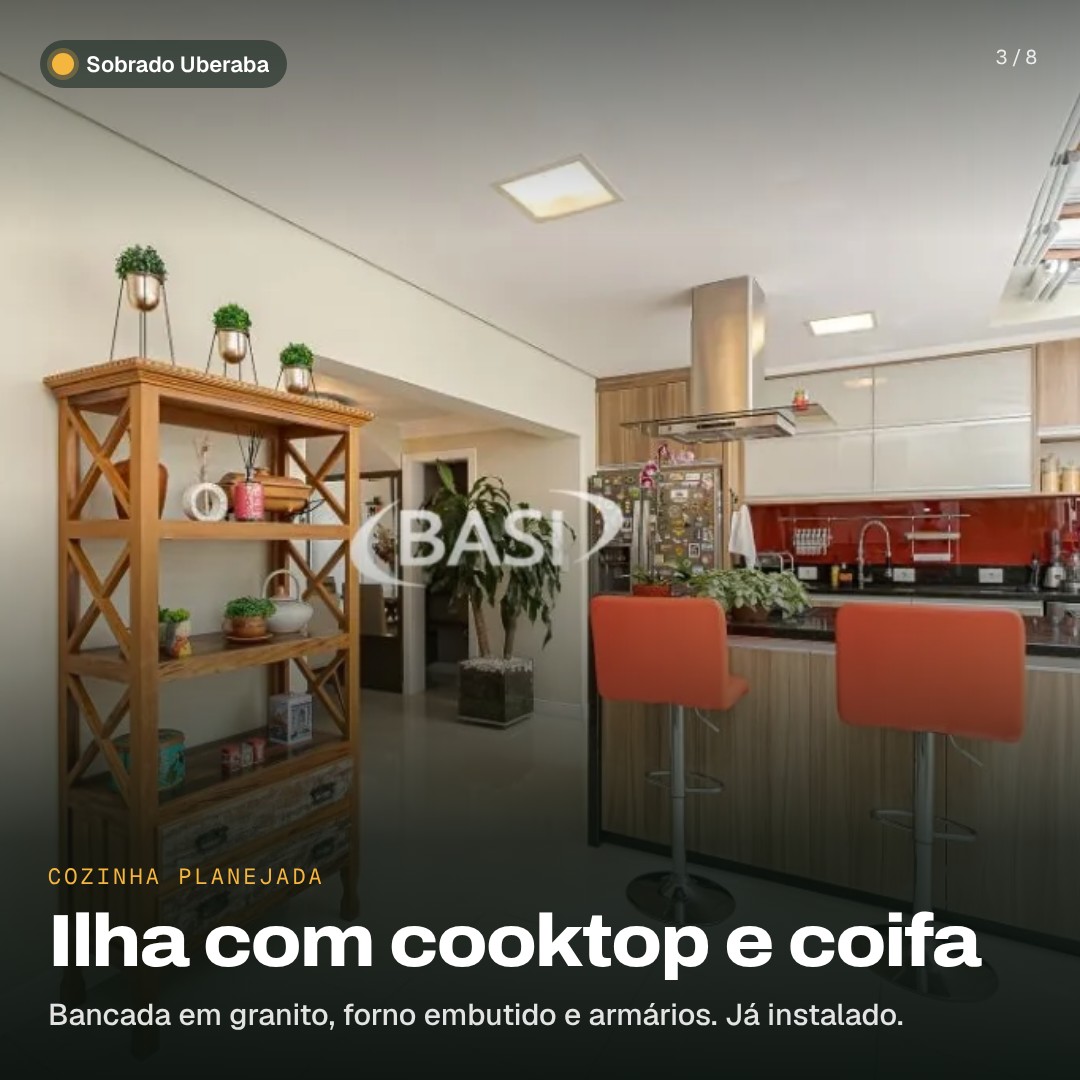 Sobrado Uberaba
3 / 8
BASI
COZINHA PLANEJADA
Ilha com cooktop e coifa
Bancada em granito, forno embutido e armários. Já instalado.